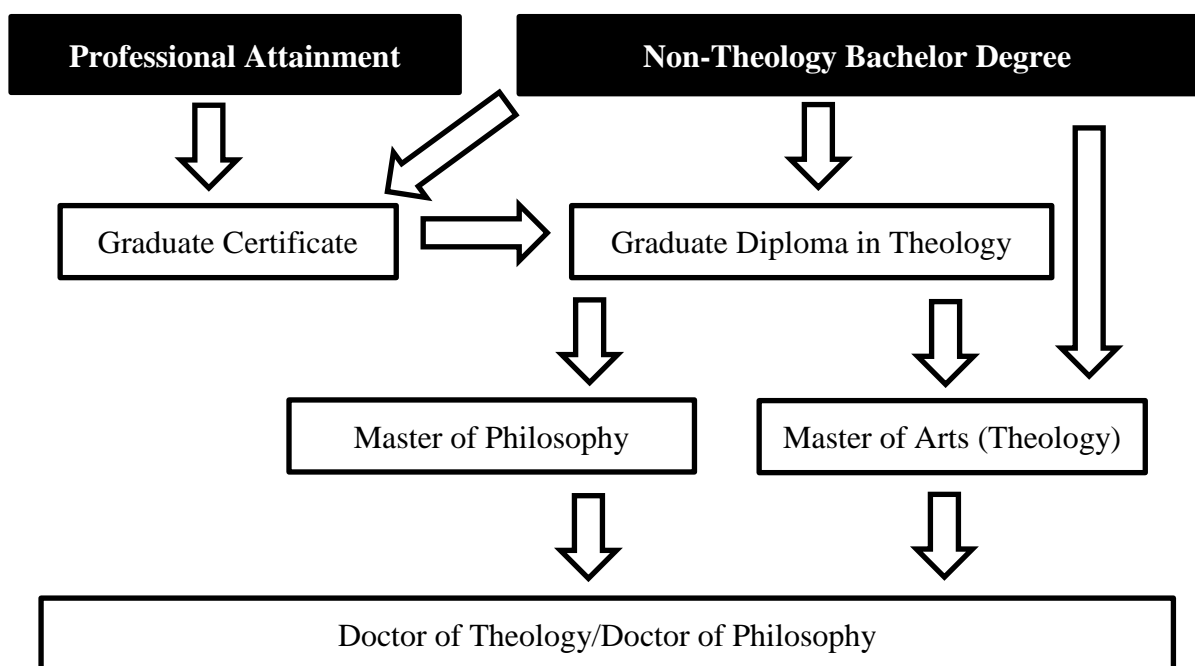 Professional Attainment
Non-Theology Bachelor Degree
Graduate Certificate
Graduate Diploma in Theology
Master of Philosophy
Master of Arts (Theology)
Doctor of Theology/Doctor of Philosophy